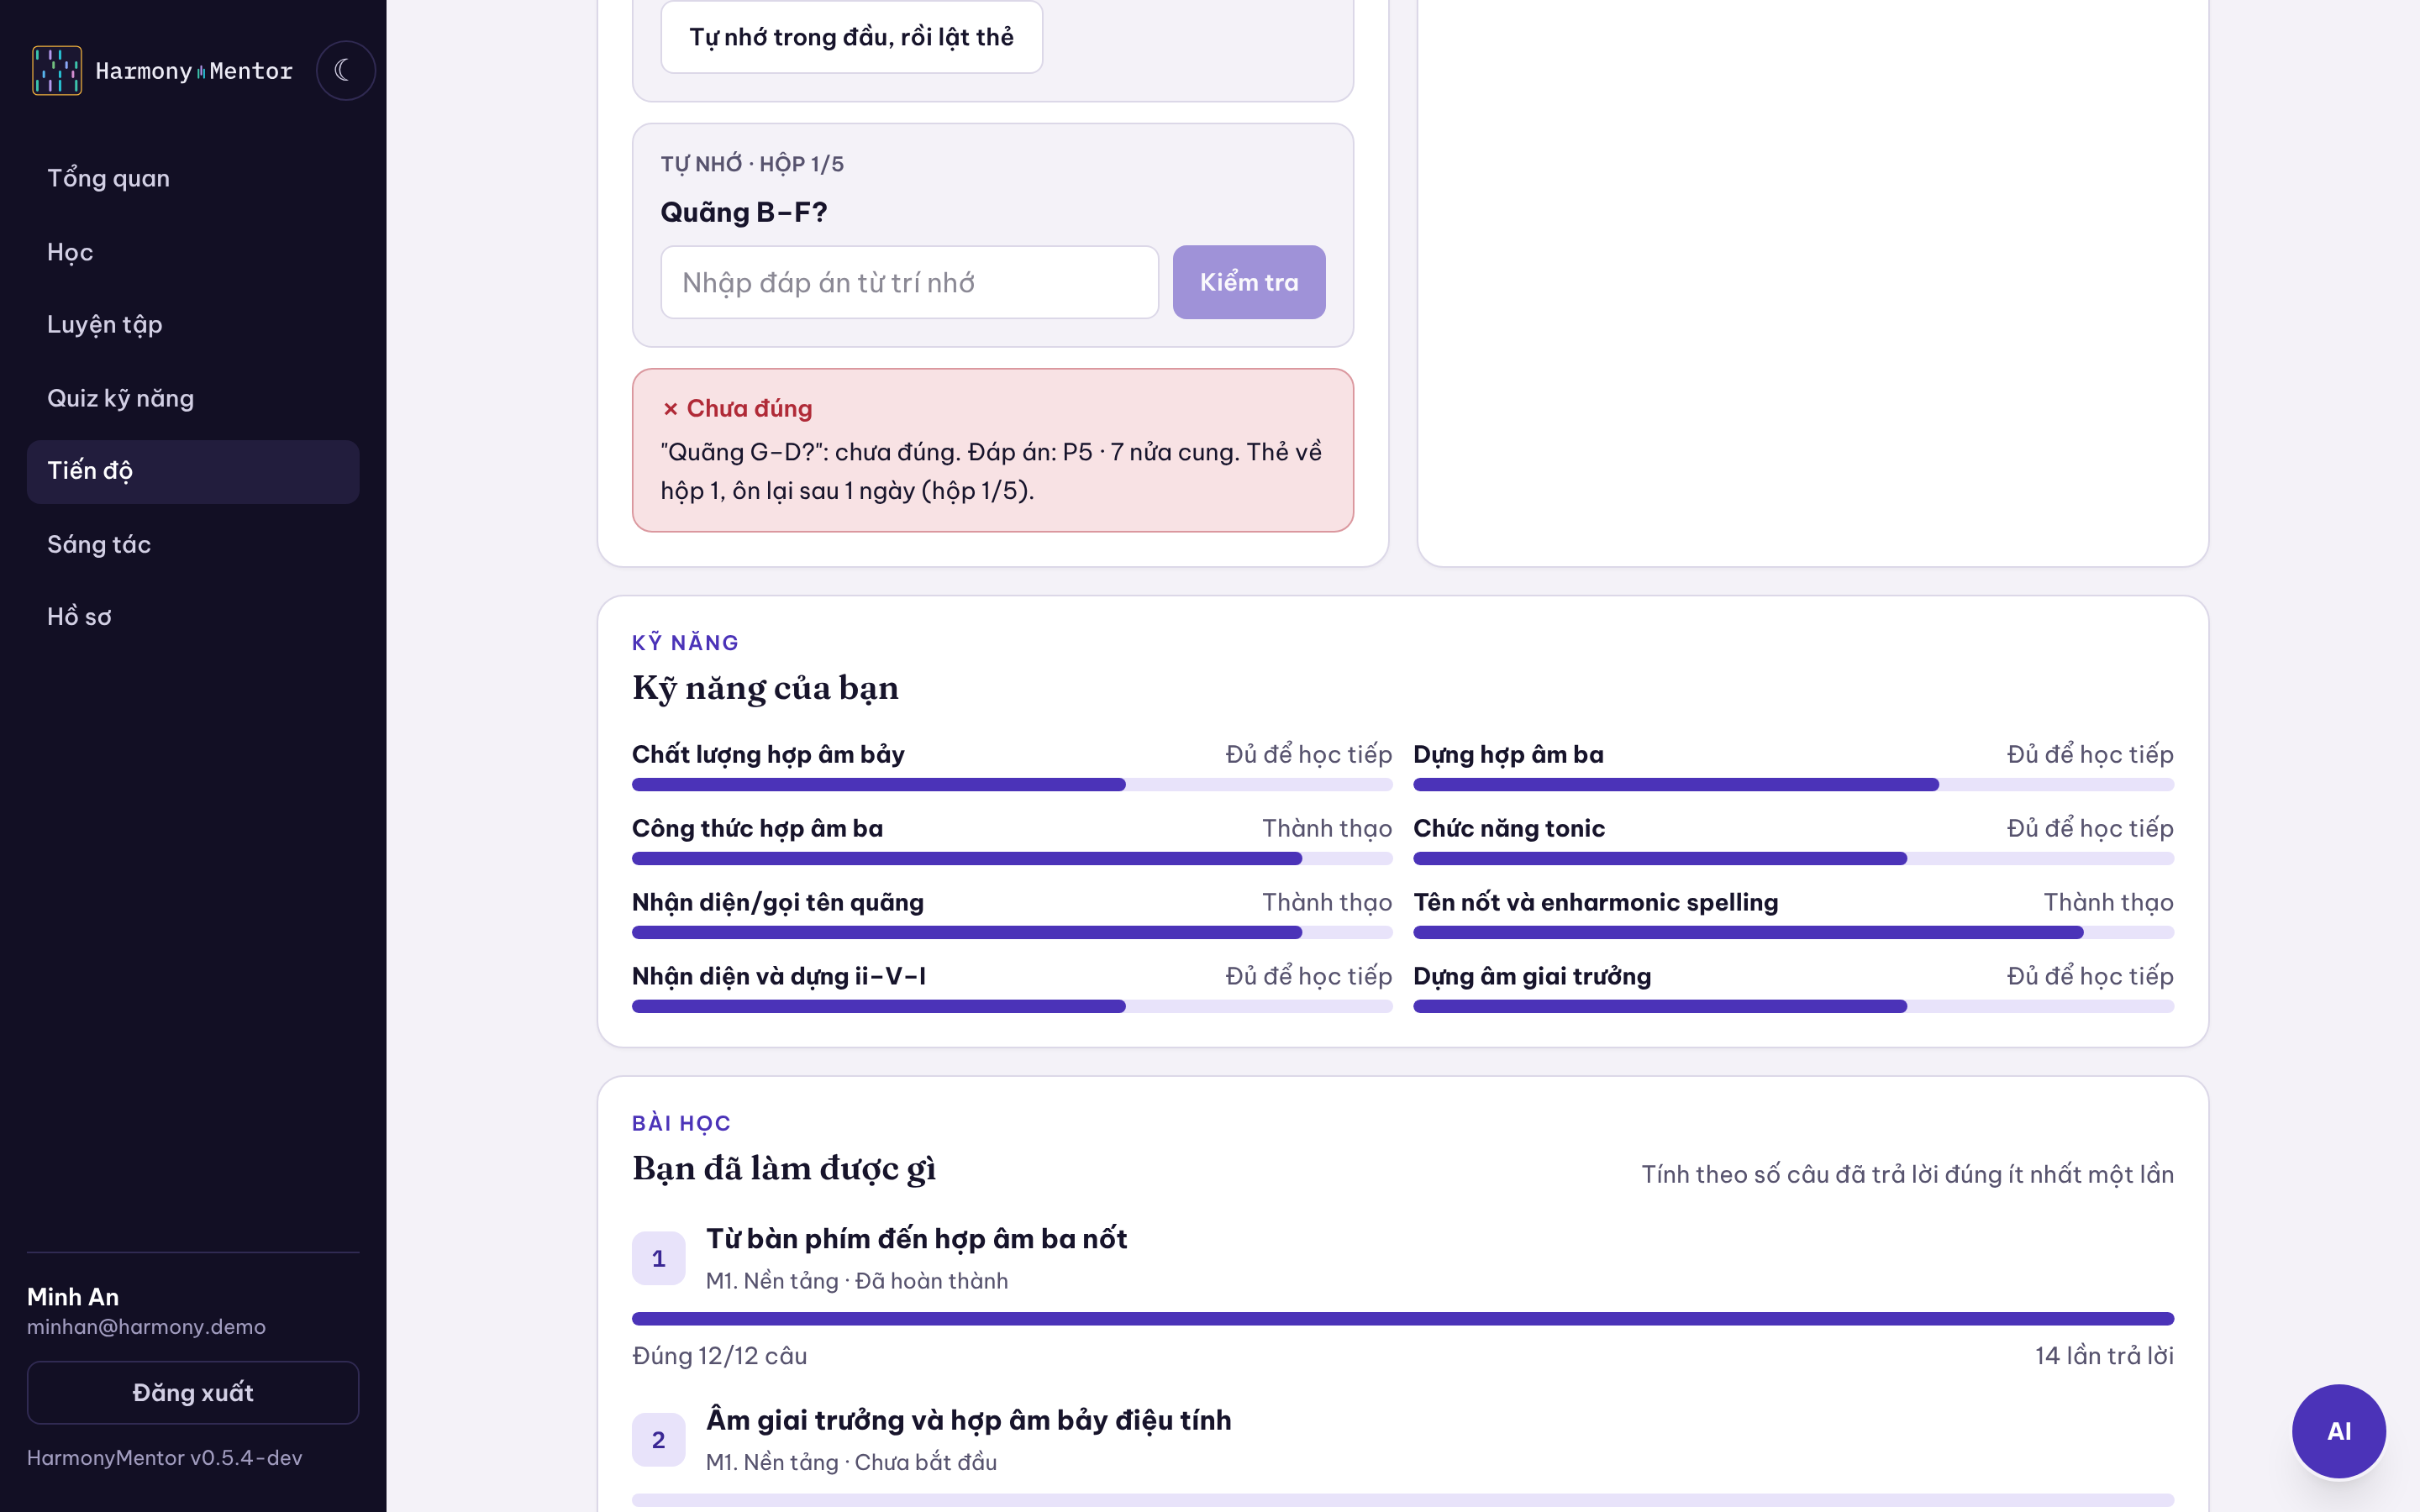 Harmony Mentor
Tổng quan
Học
Luyện tập
Quiz kỹ năng
Tiến độ
Sáng tác
Hồ sơ
Minh An
minhan@harmony.demo
Đăng xuất
HarmonyMentor v0.5.4-dev
Tự nhớ trong đầu, rồi lật thẻ
TỰ NHỚ · HỘP 1/5
Quãng B–F?
Nhập đáp án từ trí nhớ
Kiểm tra
× Chưa đúng
"Quãng G–D?": chưa đúng. Đáp án: P5 · 7 nửa cung. Thẻ về
hộp 1, ôn lại sau 1 ngày (hộp 1/5).
KỸ NĂNG
Kỹ năng của bạn
Chất lượng hợp âm bảy Đủ để học tiếp
Dựng hợp âm ba Đủ để học tiếp
Công thức hợp âm ba Thành thạo
Chức năng tonic Đủ để học tiếp
Nhận diện/gọi tên quãng Thành thạo
Tên nốt và enharmonic spelling Thành thạo
Nhận diện và dựng ii–V–I Đủ để học tiếp
Dựng âm giai trưởng Đủ để học tiếp
BÀI HỌC
Bạn đã làm được gì
Tính theo số câu đã trả lời đúng ít nhất một lần
1 Từ bàn phím đến hợp âm ba nốt
M1. Nền tảng · Đã hoàn thành
Đúng 12/12 câu 14 lần trả lời
2 Âm giai trưởng và hợp âm bảy điệu tính
M1. Nền tảng · Chưa bắt đầu
AI